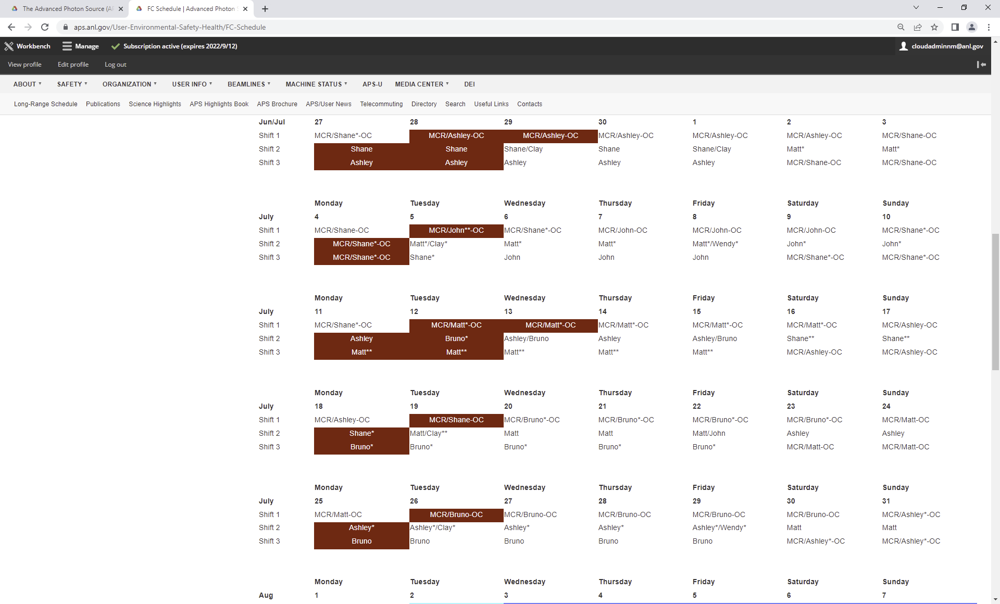 The Advanced Photon Source (AP
FC Schedule | Advanced Photon S
aps.anl.gov/User-Environmental-Safety-Health/FC-Schedule
Workbench Manage Subscription active (expires 2022/9/12) cloudadminnm@anl.gov
View profile Edit profile Log out
ABOUT SAFETY ORGANIZATION USER INFO BEAMLINES MACHINE STATUS APS-U MEDIA CENTER DEI
Long-Range Schedule Publications Science Highlights APS Highlights Book APS Brochure APS/User News Telecommuting Directory Search Useful Links Contacts
Jun/Jul 27 28 29 30 1 2 3
Shift 1 MCR/Shane*-OC MCR/Ashley-OC MCR/Ashley-OC MCR/Ashley-OC MCR/Ashley-OC MCR/Ashley-OC MCR/Shane-OC
Shift 2 Shane Shane Shane/Clay Shane Shane/Clay Matt* Matt*
Shift 3 Ashley Ashley Ashley Ashley Ashley MCR/Shane-OC MCR/Shane-OC
Monday Tuesday Wednesday Thursday Friday Saturday Sunday
July 4 5 6 7 8 9 10
Shift 1 MCR/Shane-OC MCR/John**-OC MCR/Shane*-OC MCR/John-OC MCR/John-OC MCR/John-OC MCR/Shane*-OC
Shift 2 MCR/Shane*-OC Matt*/Clay* Matt* Matt* Matt*/Wendy* John* John*
Shift 3 MCR/Shane*-OC Shane* John John John MCR/Shane*-OC MCR/Shane*-OC
Monday Tuesday Wednesday Thursday Friday Saturday Sunday
July 11 12 13 14 15 16 17
Shift 1 MCR/Shane*-OC MCR/Matt*-OC MCR/Matt*-OC MCR/Matt*-OC MCR/Matt*-OC MCR/Matt*-OC MCR/Ashley-OC
Shift 2 Ashley Bruno* Ashley/Bruno Ashley Ashley/Bruno Shane** Shane**
Shift 3 Matt** Matt** Matt** Matt** Matt** MCR/Ashley-OC MCR/Ashley-OC
Monday Tuesday Wednesday Thursday Friday Saturday Sunday
July 18 19 20 21 22 23 24
Shift 1 MCR/Ashley-OC MCR/Shane-OC MCR/Bruno*-OC MCR/Bruno*-OC MCR/Bruno*-OC MCR/Bruno*-OC MCR/Matt-OC
Shift 2 Shane* Matt/Clay** Matt Matt Matt/John Ashley Ashley
Shift 3 Bruno* Bruno* Bruno* Bruno* Bruno* MCR/Matt-OC MCR/Matt-OC
Monday Tuesday Wednesday Thursday Friday Saturday Sunday
July 25 26 27 28 29 30 31
Shift 1 MCR/Matt-OC MCR/Bruno-OC MCR/Bruno-OC MCR/Bruno-OC MCR/Bruno-OC MCR/Bruno-OC MCR/Ashley*-OC
Shift 2 Ashley* Ashley*/Clay* Ashley* Ashley* Ashley*/Wendy* Matt Matt
Shift 3 Bruno Bruno Bruno Bruno Bruno MCR/Ashley*-OC MCR/Ashley*-OC
Monday Tuesday Wednesday Thursday Friday Saturday Sunday
Aug 1 2 3 4 5 6 7